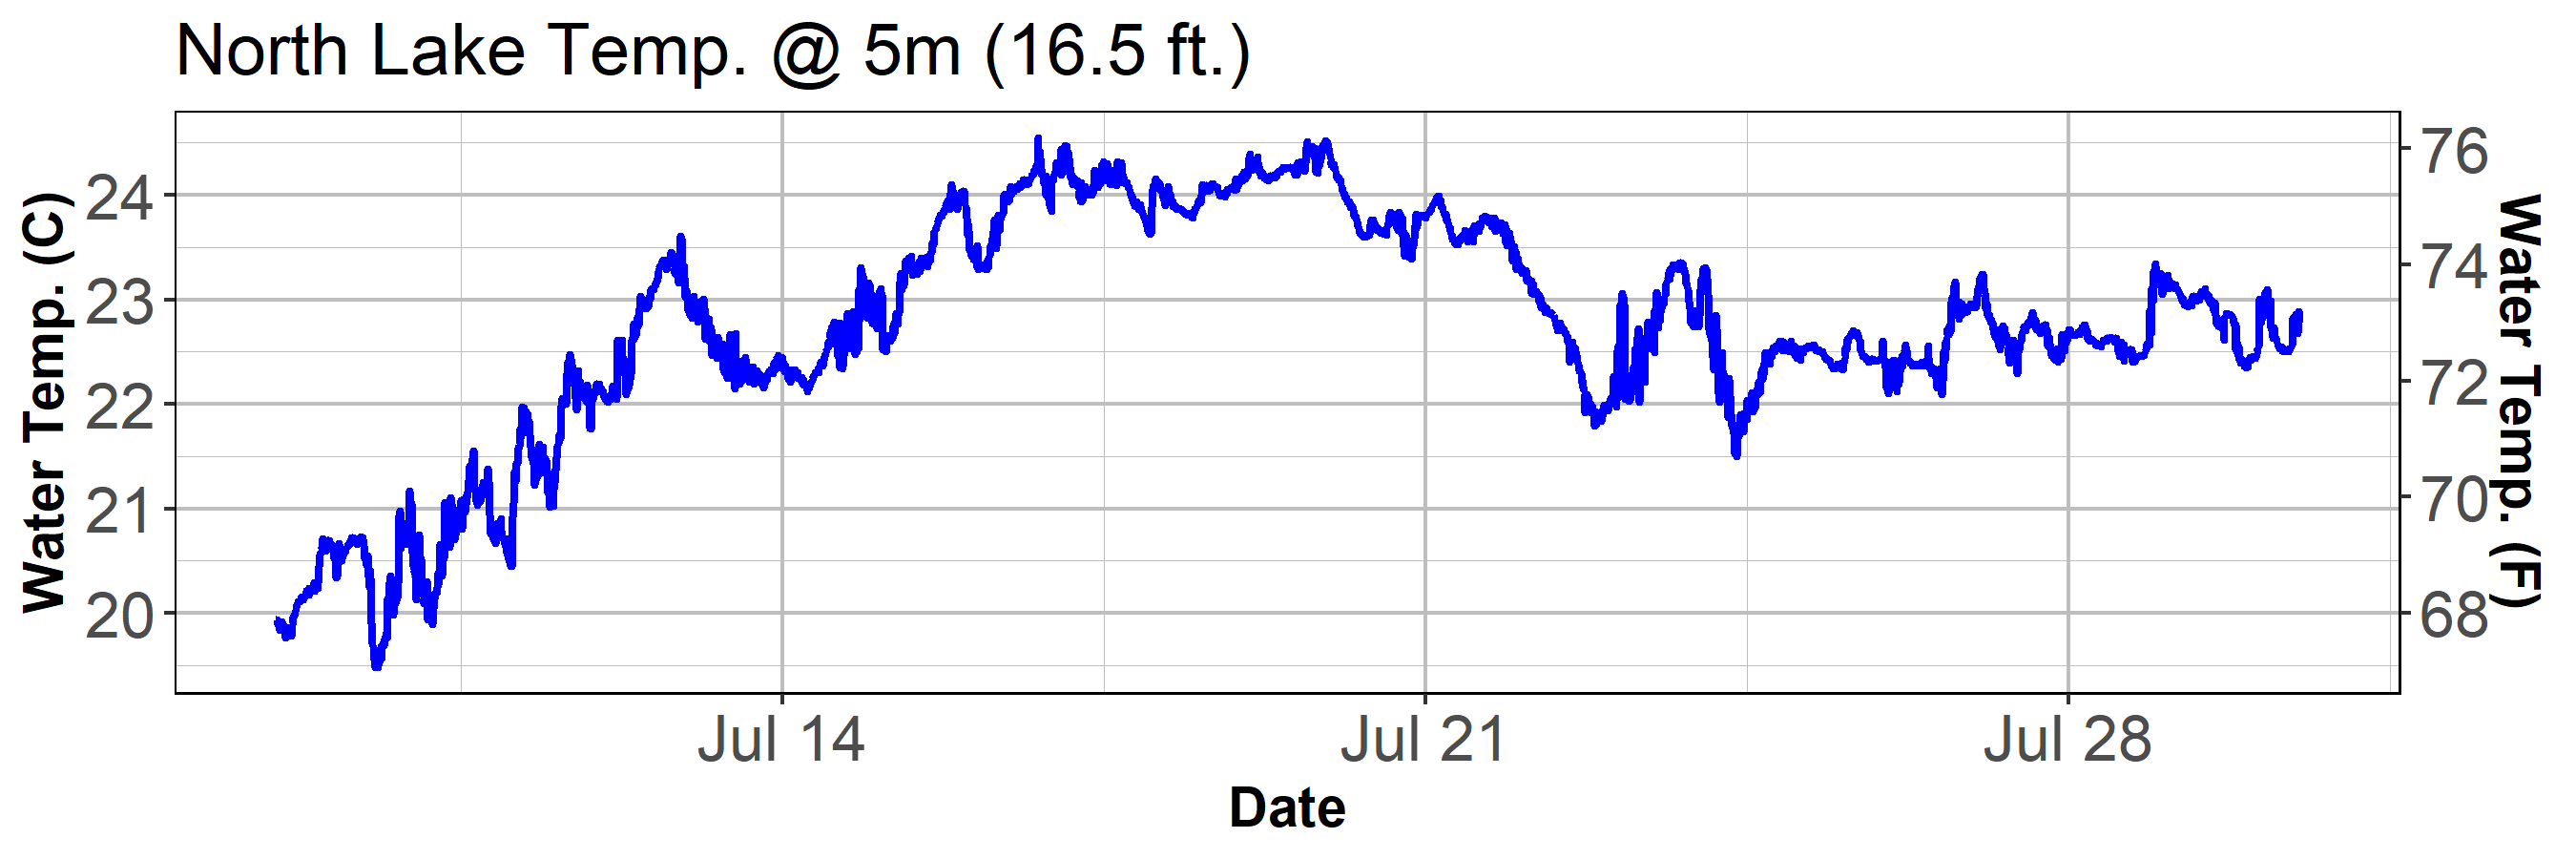 North Lake Temp. @ 5m (16.5 ft.)
Water Temp. (C)
24
23
22
21
20
76
74
72
70
68
Water Temp. (F)
Jul 14 Jul 21 Jul 28
Date